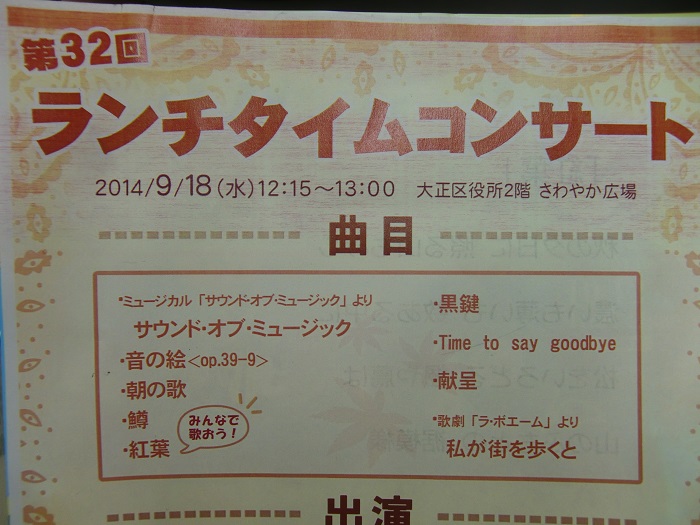 第32回
ランチタイムコンサート
2014/9/18(水)12:15～13:00 大正区役所2階 さわやか広場
曲目
・ミュージカル「サウンド・オブ・ミュージック」より
サウンド・オブ・ミュージック
・音の絵<op.39-9>
・朝の歌
・鱒
・紅葉
みんなで
歌おう！
・黒鍵
・Time to say goodbye
・献呈
・歌劇「ラ・ボエーム」より
私が街を歩くと
出演